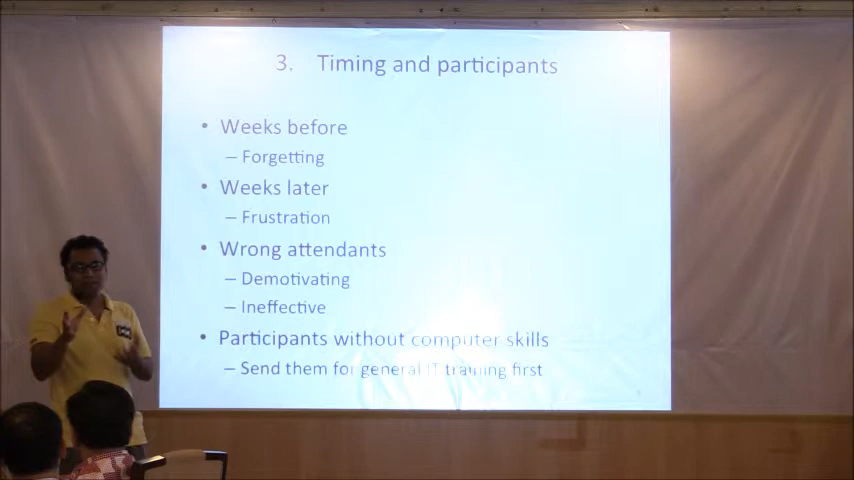 3. Timing and participants
• Weeks before
– Forgetting
• Weeks later
– Frustration
• Wrong attendants
– Demotivating
– Ineffective
• Participants without computer skills
– Send them for general IT training first